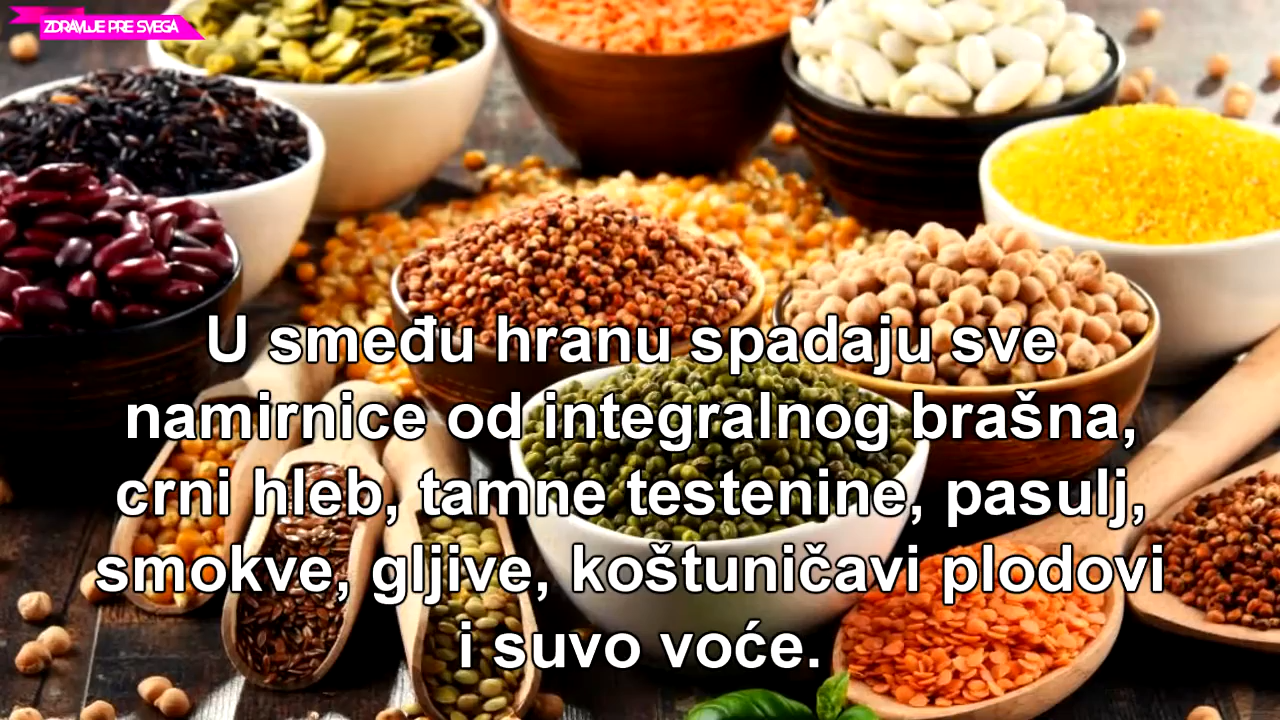 ZDRAVLJE PRE SVEGA
U smeđu hranu spadaju sve
namirnice od integralnog brašna,
crni hleb, tamne testenine, pasulj,
smokve, gljive, koštuničavi plodovi
i suvo voće.